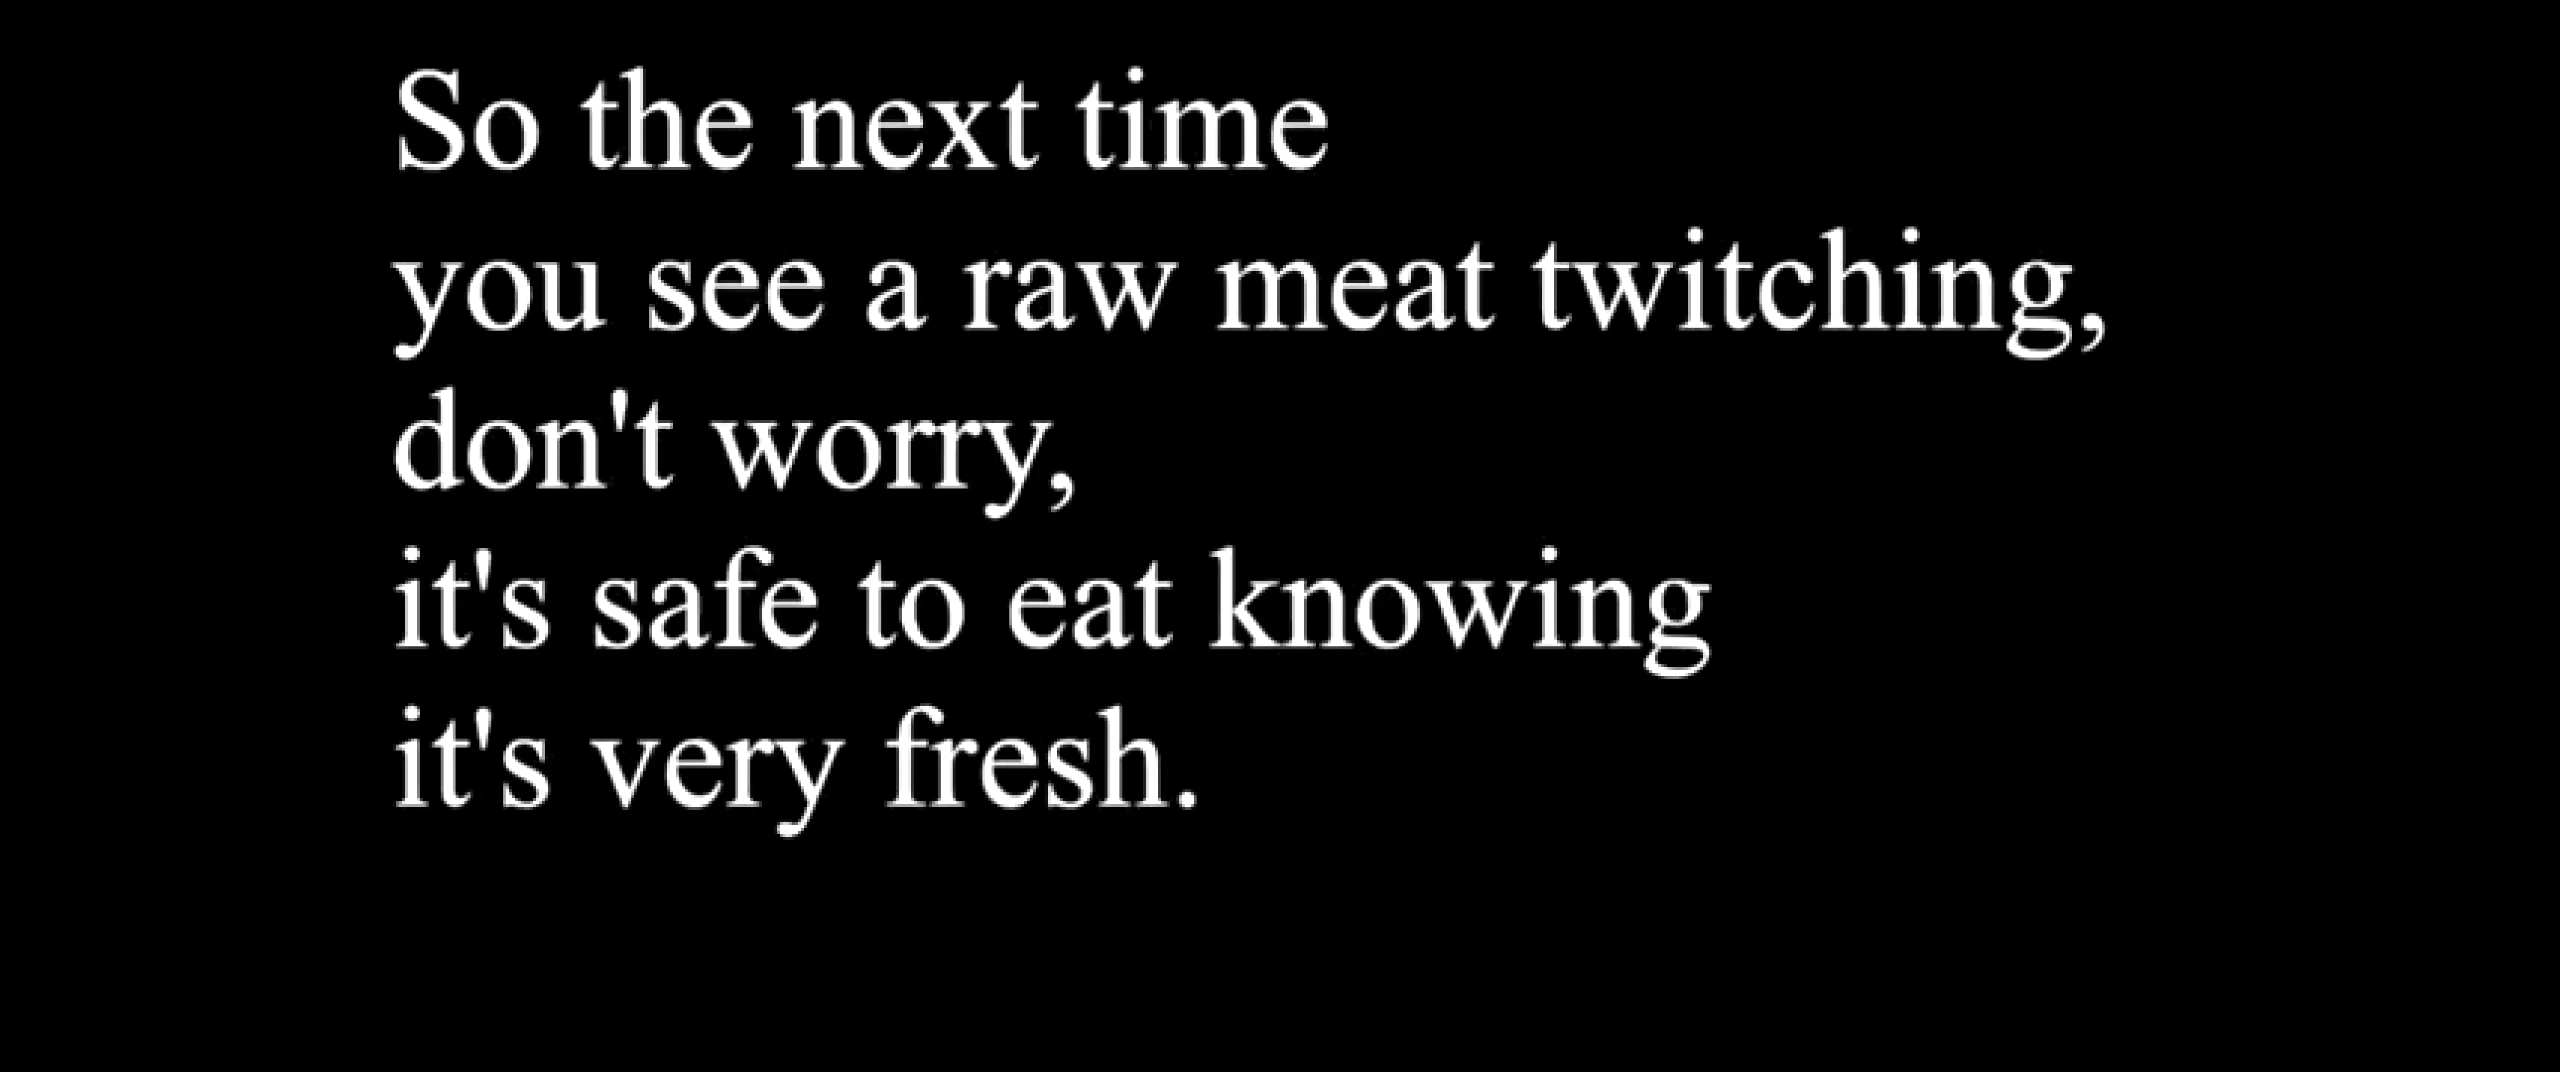 So the next time
you see a raw meat twitching,
don't worry,
it's safe to eat knowing
it's very fresh.